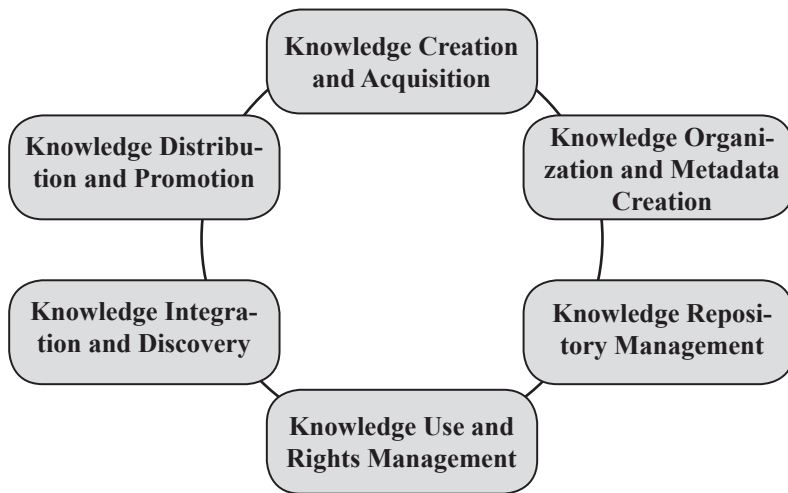 Knowledge Creation
and Acquisition
Knowledge Organi-
zation and Metadata
Creation
Knowledge Reposi-
tory Management
Knowledge Use and
Rights Management
Knowledge Integra-
tion and Discovery
Knowledge Distribu-
tion and Promotion